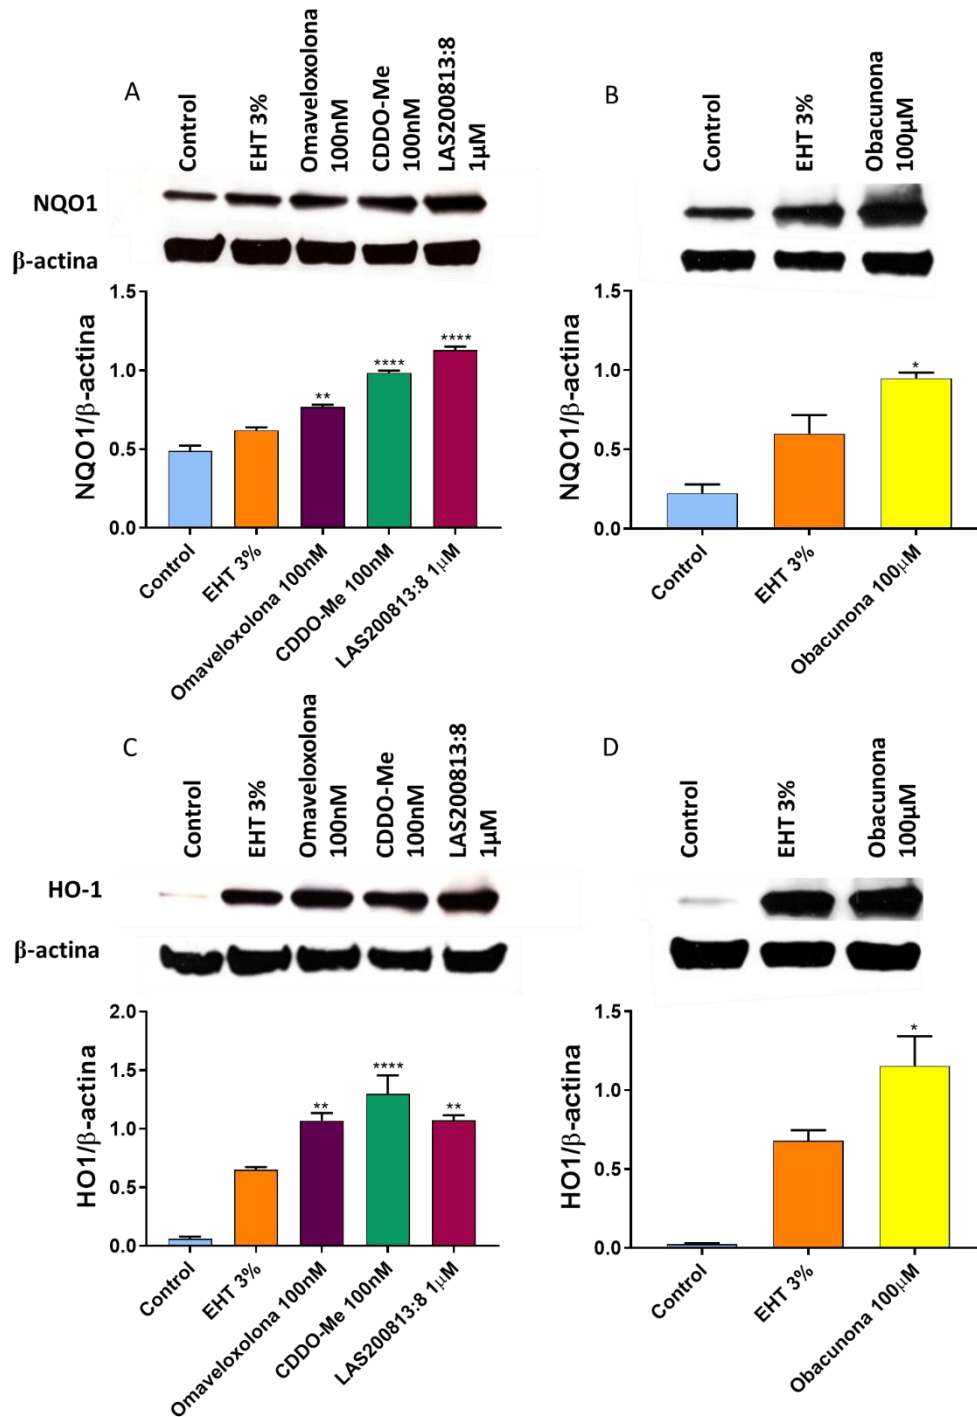 A
Control
EHT 3%
Omaveloxolona
100nM
CDDO-Me
100nM
LAS200813:8
1µM
NQO1
β-actina
NQO1/β-actina
1.5
1.0
0.5
0.0
**
****
****
Control
EHT 3%
Omaveloxolona 100nM
CDDO-Me 100nM
LAS200813:8 1µM
B
Control
EHT 3%
Obacunona
100µM
NQO1/β-actina
1.5
1.0
0.5
0.0
*
Control
EHT 3%
Obacunona 100µM
C
Control
EHT 3%
Omaveloxolona
100nM
CDDO-Me
100nM
LAS200813:8
1µM
HO-1
β-actina
HO1/β-actina
2.0
1.5
1.0
0.5
0.0
**
****
**
Control
EHT 3%
Omaveloxolona 100nM
CDDO-Me 100nM
LAS200813:8 1µM
D
Control
EHT 3%
Obacunona
100µM
HO1/β-actina
1.5
1.0
0.5
0.0
*
Control
EHT 3%
Obacunona 100µM